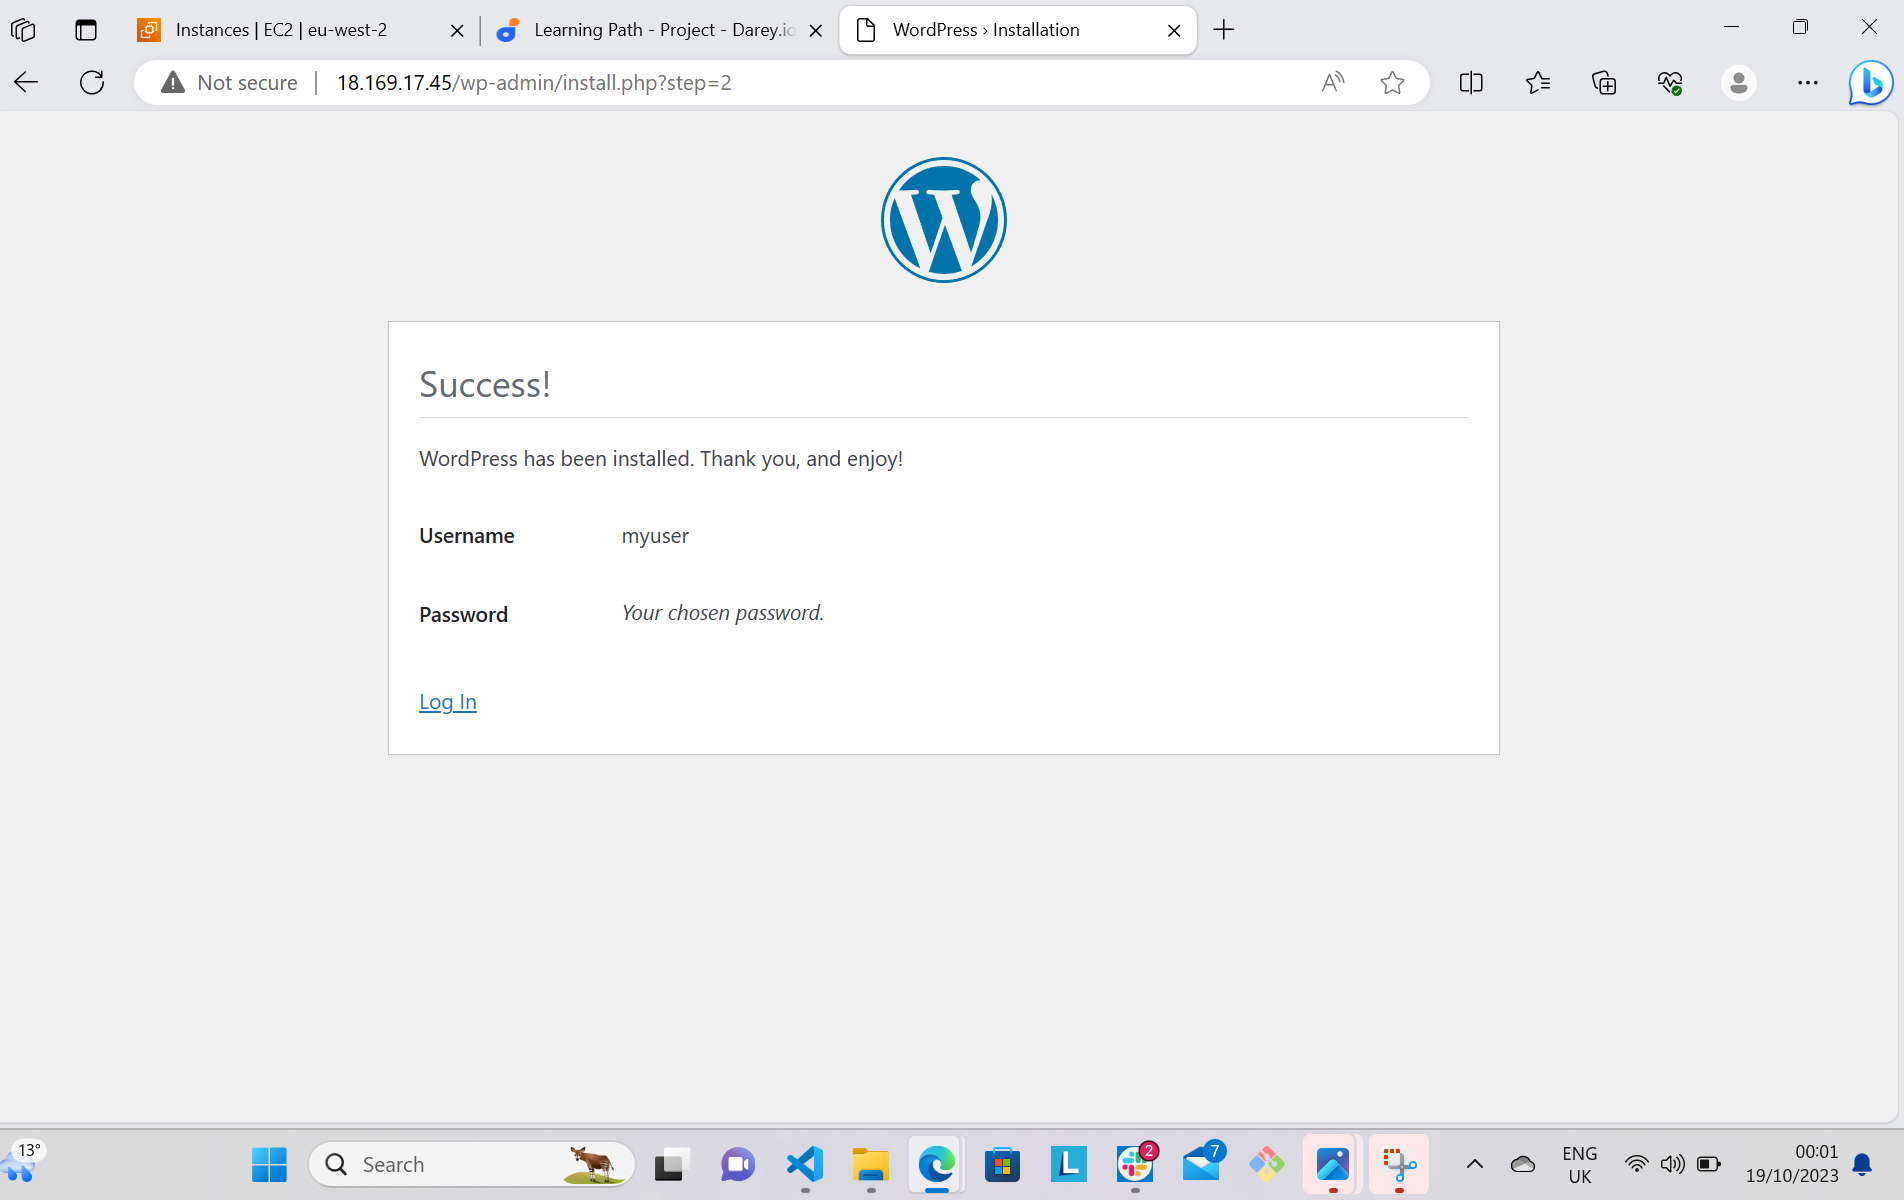 Instances | EC2 | eu-west-2
Learning Path - Project - Darey.io
WordPress › Installation
Not secure
18.169.17.45/wp-admin/install.php?step=2
Success!
WordPress has been installed. Thank you, and enjoy!
Username myuser
Password Your chosen password.
Log In
13°
Search
2
7
ENG
UK
00:01
19/10/2023